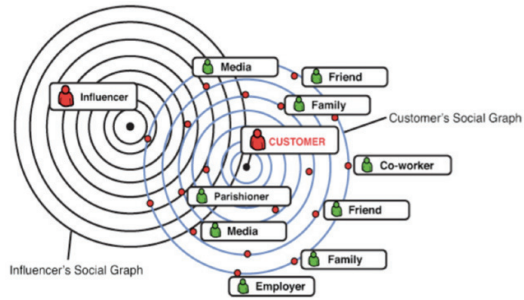 Media
Friend
Influencer
Family
Customer's Social Graph
CUSTOMER
Co-worker
Parishioner
Friend
Media
Family
Influencer's Social Graph
Employer